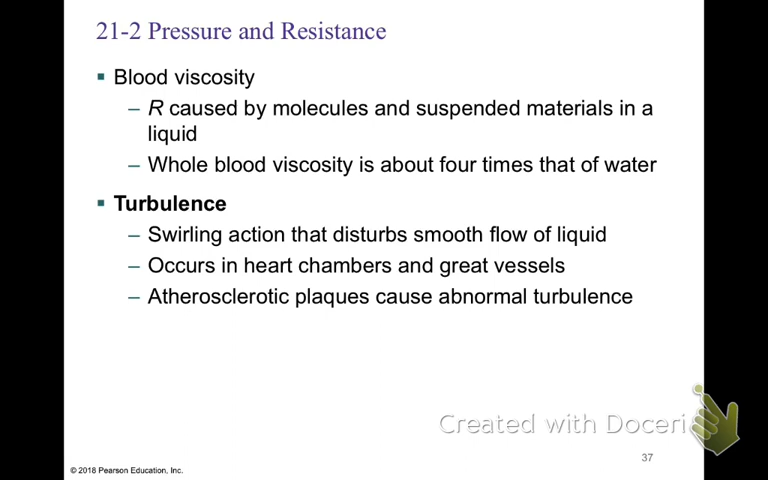 21-2 Pressure and Resistance
▪ Blood viscosity
– R caused by molecules and suspended materials in a
liquid
– Whole blood viscosity is about four times that of water
▪ Turbulence
– Swirling action that disturbs smooth flow of liquid
– Occurs in heart chambers and great vessels
– Atherosclerotic plaques cause abnormal turbulence
Created with Doceri
37
© 2018 Pearson Education, Inc.